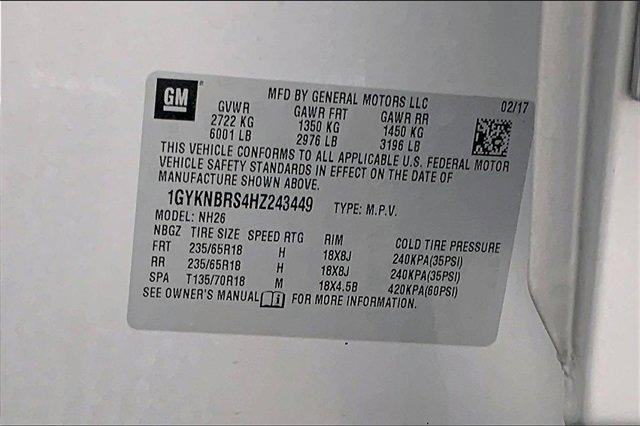 GM
MFD BY GENERAL MOTORS LLC 02/17
GVWR GAWR FRT GAWR RR
2722 KG 1350 KG 1450 KG
6001 LB 2976 LB 3196 LB
THIS VEHICLE CONFORMS TO ALL APPLICABLE U.S. FEDERAL MOTOR
VEHICLE SAFETY STANDARDS IN EFFECT ON THE DATE OF
MANUFACTURE SHOWN ABOVE.
1GYKNBRS4HZ243449 TYPE: M.P.V.
MODEL: NH26
NBGZ TIRE SIZE SPEED RTG RIM COLD TIRE PRESSURE
FRT 235/65R18 H 18X8J 240KPA(35PSI)
RR 235/65R18 H 18X8J 240KPA(35PSI)
SPA T135/70R18 M 18X4.5B 420KPA(60PSI)
SEE OWNER'S MANUAL FOR MORE INFORMATION.